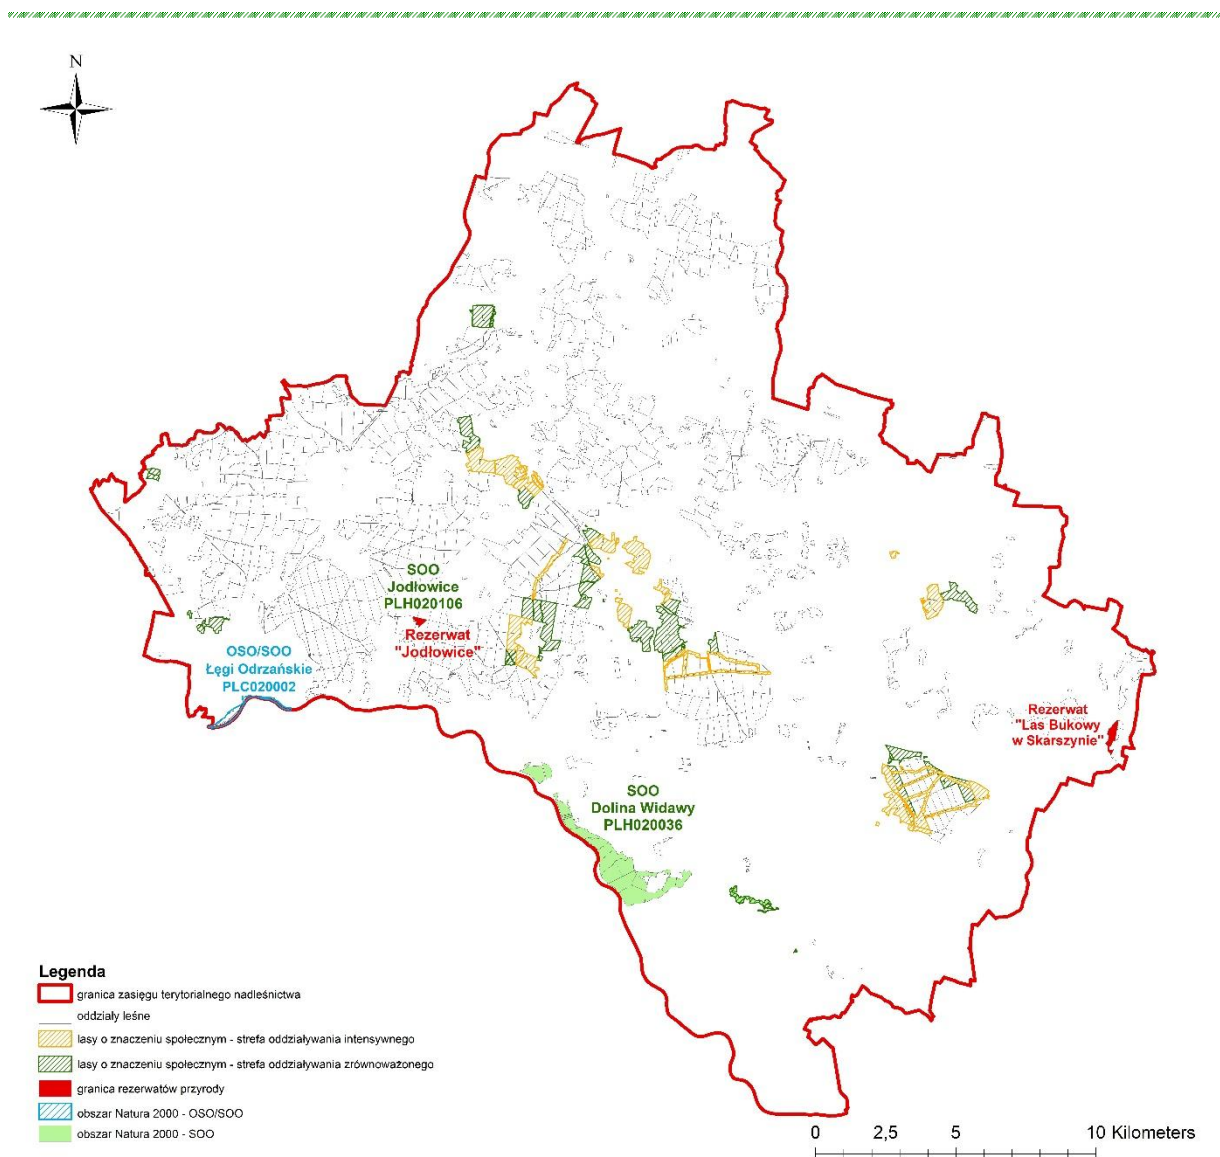 N
SOO
Jodłowice
PLH020106
Rezerwat
"Jodłowice"
OSO/SOO
Łęgi Odrzańskie
PLC020002
Rezerwat
"Las Bukowy
w Skarszynie"
SOO
Dolina Widawy
PLH020036
Legenda
granica zasięgu terytorialnego nadleśnictwa
oddziały leśne
lasy o znaczeniu społecznym - strefa oddziaływania intensywnego
lasy o znaczeniu społecznym - strefa oddziaływania zrównoważonego
granica rezerwatów przyrody
obszar Natura 2000 - OSO/SOO
obszar Natura 2000 - SOO
0 2,5 5 10 Kilometers